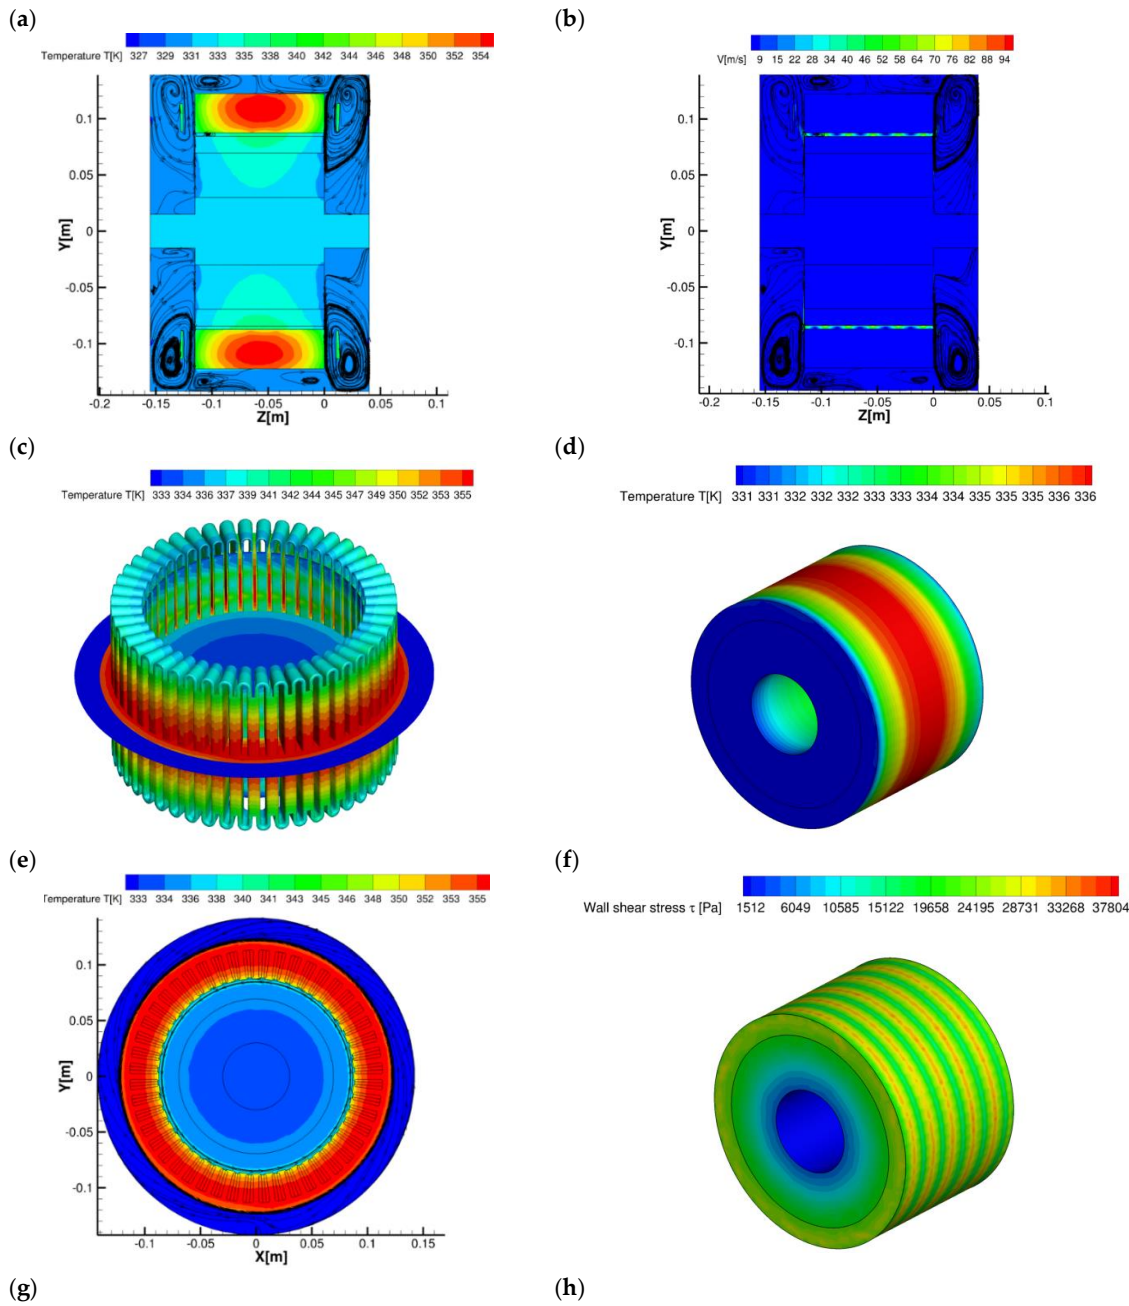 (a)
(b)
Temperature T[K] 327 329 331 333 335 338 340 342 344 346 348 350 352 354
V[m/s] 9 15 22 28 34 40 46 52 58 64 70 76 82 88 94
0.1
0.05
0
-0.05
-0.1
Y[m]
-0.2 -0.15 -0.1 -0.05 0 0.05 0.1
Z[m]
0.1
0.05
0
-0.05
-0.1
Y[m]
-0.2 -0.15 -0.1 -0.05 0 0.05 0.1
Z[m]
(c)
(d)
Temperature T[K] 333 334 336 337 339 341 342 344 345 347 349 350 352 353 355
Temperature T[K] 331 331 332 332 332 333 333 334 334 335 335 335 336 336
(e)
(f)
Temperature T[K] 333 334 336 338 340 341 343 345 346 348 350 352 353 355
Wall shear stress τ [Pa] 1512 6049 10585 15122 19658 24195 28731 33268 37804
0.1
0.05
0
-0.05
-0.1
Y[m]
-0.1 -0.05 0 0.05 0.1
X[m]
(g)
(h)